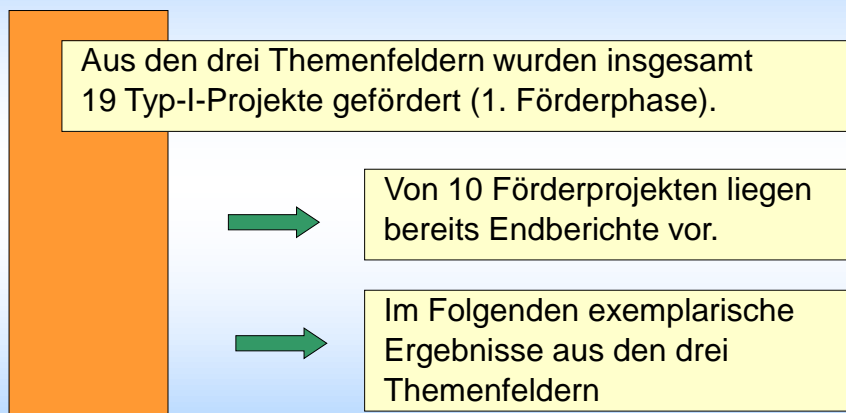 Aus den drei Themenfeldern wurden insgesamt
19 Typ-I-Projekte gefördert (1. Förderphase).
Von 10 Förderprojekten liegen
bereits Endberichte vor.
Im Folgenden exemplarische
Ergebnisse aus den drei
Themenfeldern